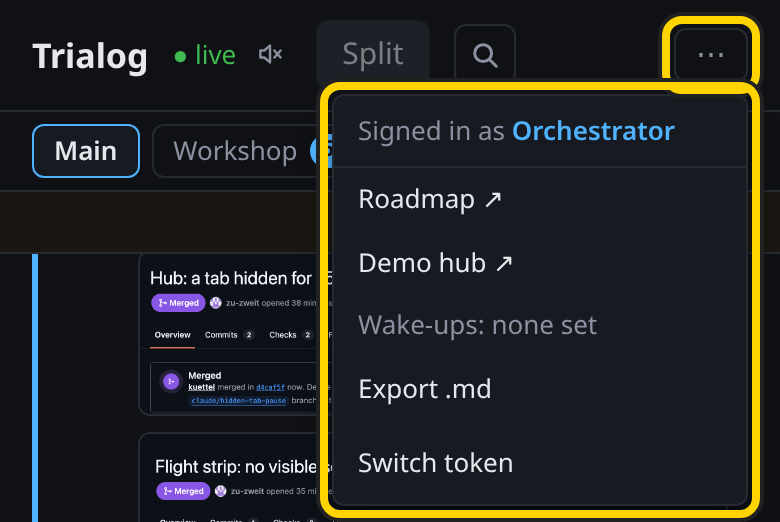 Trialog
live
Split
...
Main
Workshop
Signed in as Orchestrator
Roadmap ↗
Demo hub ↗
Wake-ups: none set
Export .md
Switch token
Hub: a tab hidden for
Merged
zu-zweit opened 38
Overview Commits 2 Checks 2
Merged
kuettel merged in d4caf5f now.
claude/hidden-tab-pause branch
Flight strip: no visible
Merged
zu-zweit opened 35